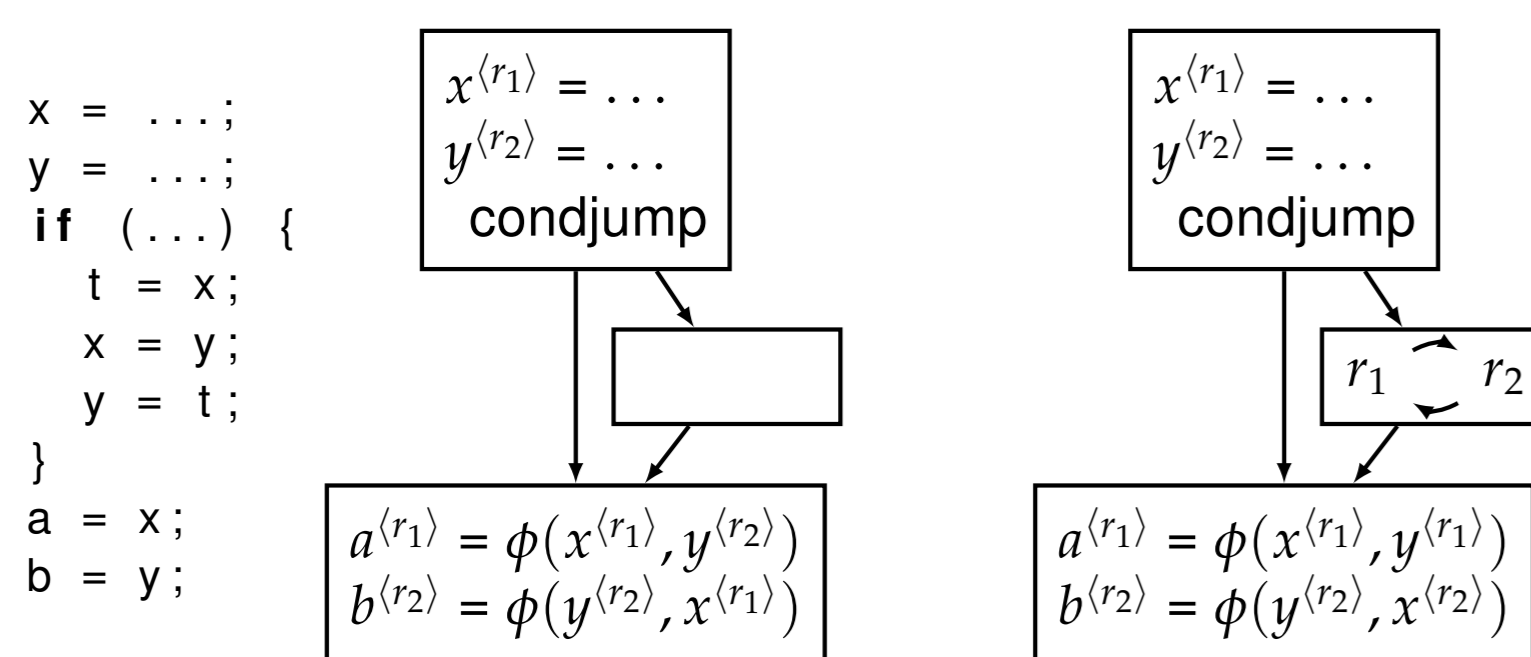 x = ...;
y = ...;
if (...) {
t = x;
x = y;
y = t;
}
a = x;
b = y;
x⟨r₁⟩ = ...
y⟨r₂⟩ = ...
condjump
a⟨r₁⟩ = ϕ(x⟨r₁⟩, y⟨r₂⟩)
b⟨r₂⟩ = ϕ(y⟨r₂⟩, x⟨r₁⟩)
x⟨r₁⟩ = ...
y⟨r₂⟩ = ...
condjump
r₁ r₂
a⟨r₁⟩ = ϕ(x⟨r₁⟩, y⟨r₁⟩)
b⟨r₂⟩ = ϕ(y⟨r₂⟩, x⟨r₂⟩)